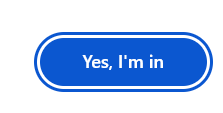 Yes, I'm in